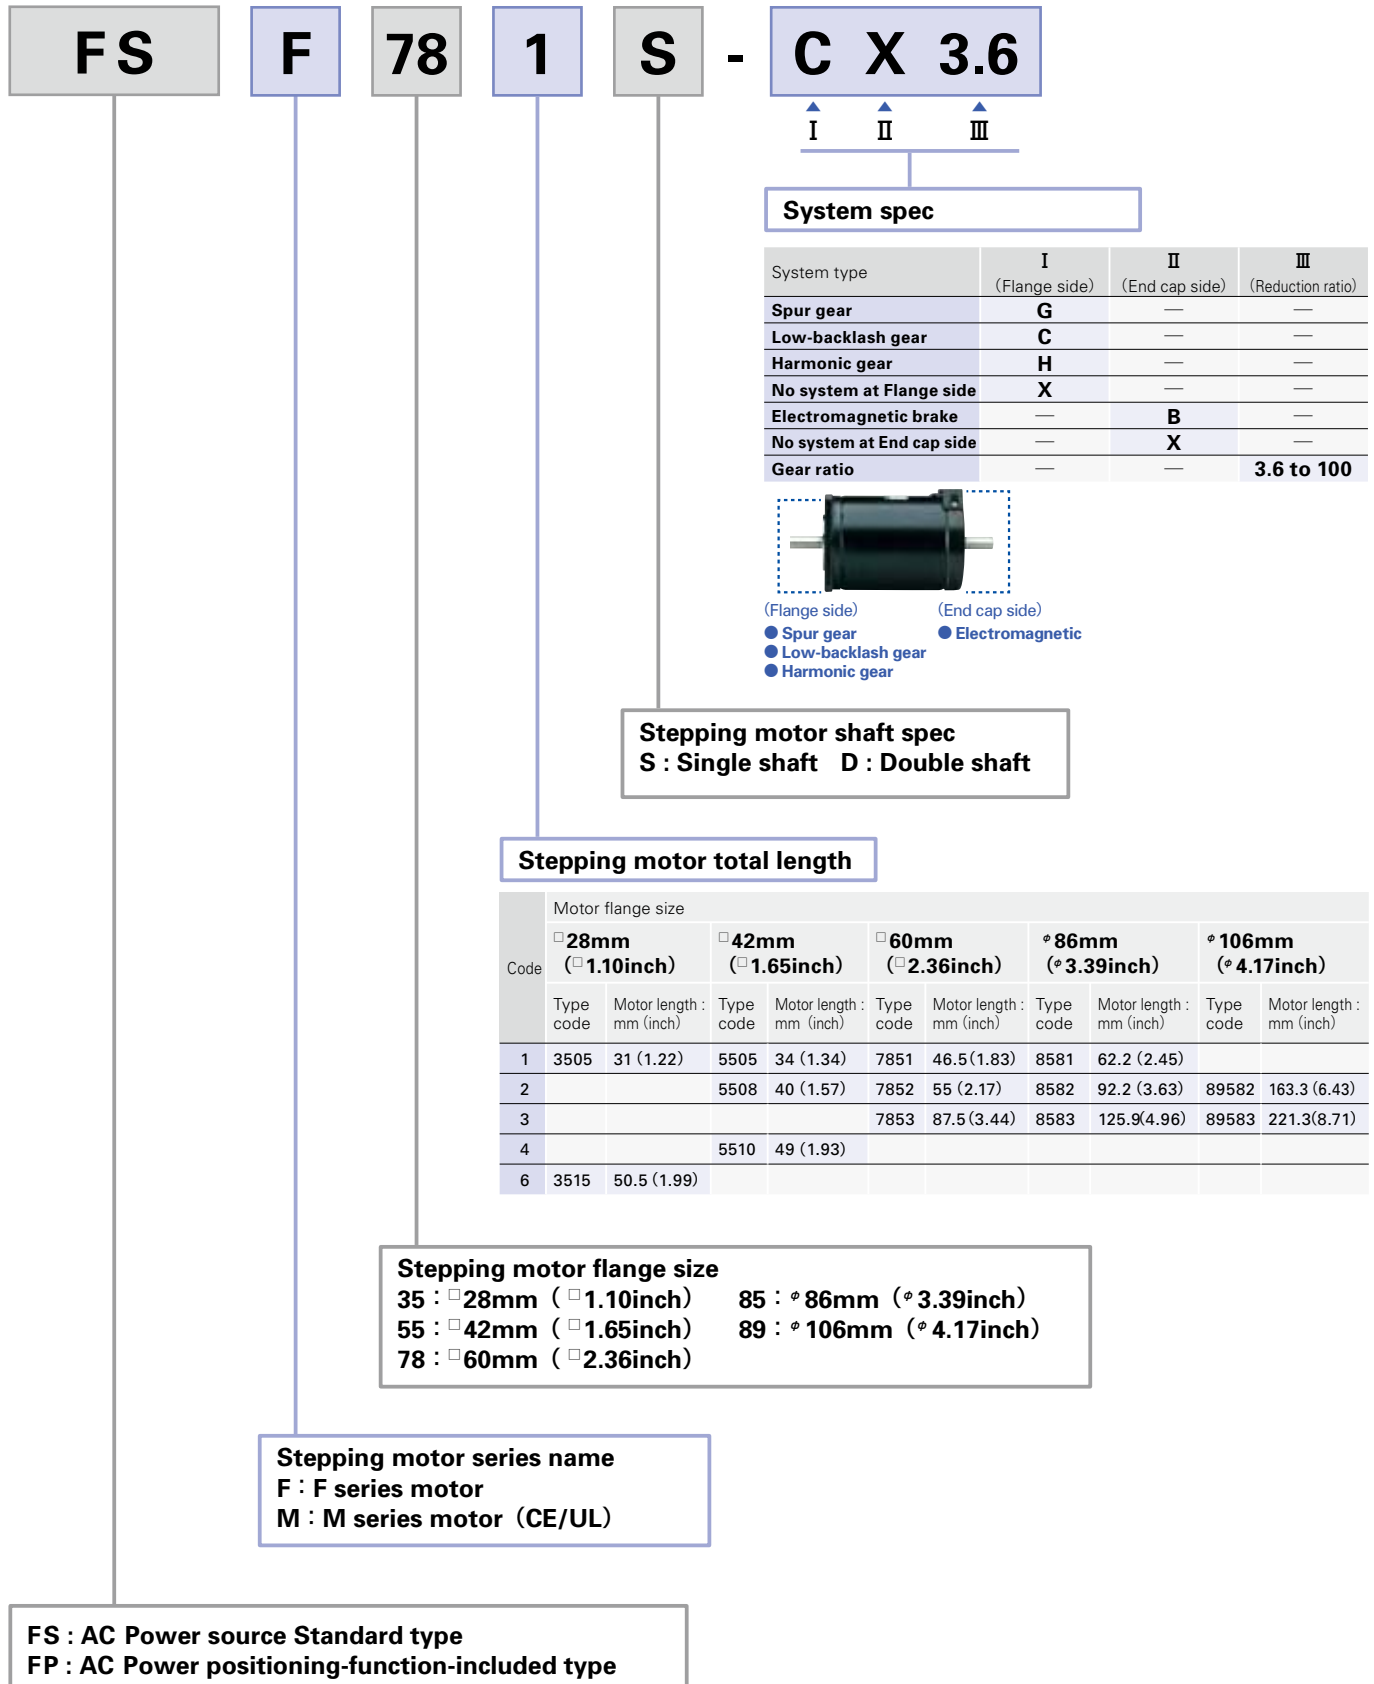 FS F 78 1 S - C X 3.6
Ⅰ Ⅱ Ⅲ
System spec
System type Ⅰ (Flange side) Ⅱ (End cap side) Ⅲ (Reduction ratio)
Spur gear G — —
Low-backlash gear C — —
Harmonic gear H — —
No system at Flange side X — —
Electromagnetic brake — B —
No system at End cap side — X —
Gear ratio — — 3.6 to 100
(Flange side) (End cap side)
● Spur gear ● Electromagnetic
● Low-backlash gear
● Harmonic gear
Stepping motor shaft spec
S : Single shaft D : Double shaft
Stepping motor total length
Motor flange size
Code □28mm (□1.10inch) □42mm (□1.65inch) □60mm (□2.36inch) φ86mm (φ3.39inch) φ106mm (φ4.17inch)
Type code Motor length : mm (inch) Type code Motor length : mm (inch) Type code Motor length : mm (inch) Type code Motor length : mm (inch) Type code Motor length : mm (inch)
1 3505 31 (1.22) 5505 34 (1.34) 7851 46.5 (1.83) 8581 62.2 (2.45)
2 5508 40 (1.57) 7852 55 (2.17) 8582 92.2 (3.63) 89582 163.3 (6.43)
3 7853 87.5 (3.44) 8583 125.9(4.96) 89583 221.3(8.71)
4 5510 49 (1.93)
6 3515 50.5 (1.99)
Stepping motor flange size
35 : □28mm ( □1.10inch) 85 : φ86mm (φ3.39inch)
55 : □42mm ( □1.65inch) 89 : φ106mm (φ4.17inch)
78 : □60mm ( □2.36inch)
Stepping motor series name
F : F series motor
M : M series motor (CE/UL)
FS : AC Power source Standard type
FP : AC Power positioning-function-included type